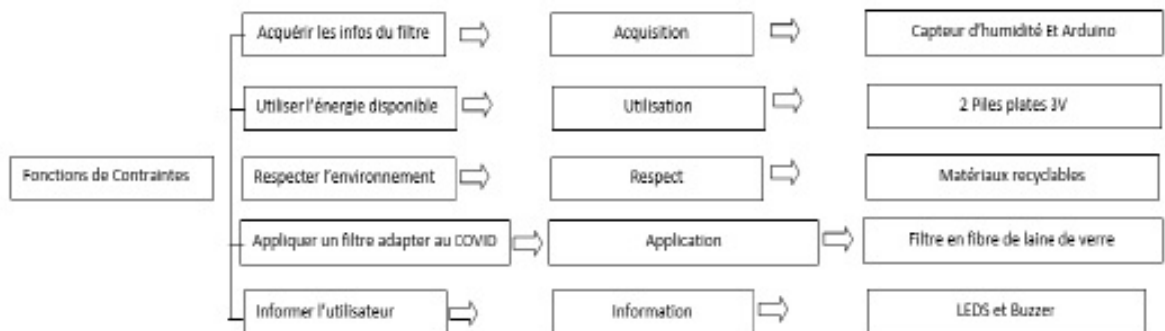 Acquérir les infos du filtre
Acquisition
Capteur d'humidité Et Arduino
Utiliser l'énergie disponible
Utilisation
2 Piles plates 3V
Fonctions de Contraintes
Respecter l'environnement
Respect
Matériaux recyclables
Appliquer un filtre adapter au COVID
Application
Filtre en fibre de laine de verre
Informer l'utilisateur
Information
LEDS et Buzzer